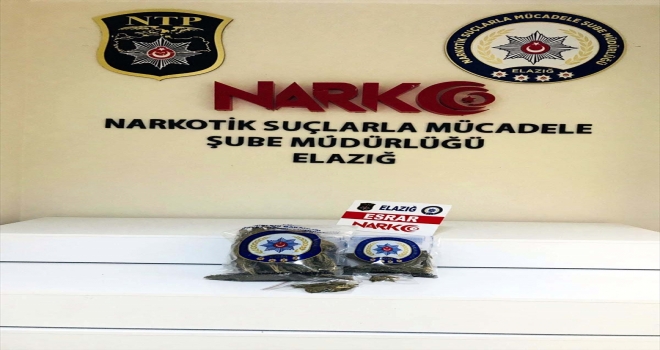 NTP
NARKOTİK SUÇLARLA MÜCADELE ŞUBE MÜDÜRLÜĞÜ
ELAZIĞ
NARKO
NARKOTİK SUÇLARLA MÜCADELE
ŞUBE MÜDÜRLÜĞÜ
ELAZIĞ
ELAZIĞ
ESRAR
NARKO